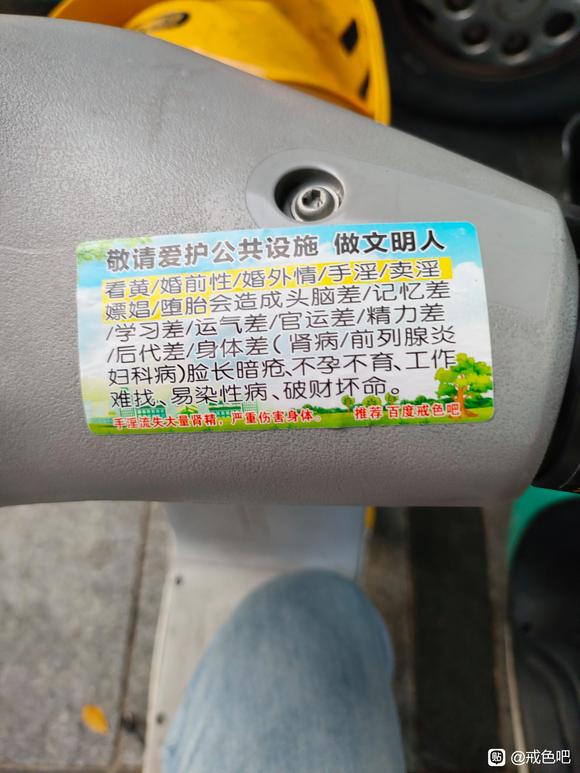 敬请爱护公共设施 做文明人
看黄/婚前性/婚外情/手淫/卖淫
嫖娼/堕胎会造成头脑差/记忆差
/学习差/运气差/官运差/精力差
/后代差/身体差(肾病/前列腺炎
妇科病)脸长暗疮、不孕不育、工作
难找、易染性病、破财坏命。
手淫流失大量肾精，严重伤害身体。 推荐 百度戒色吧
贴 @戒色吧